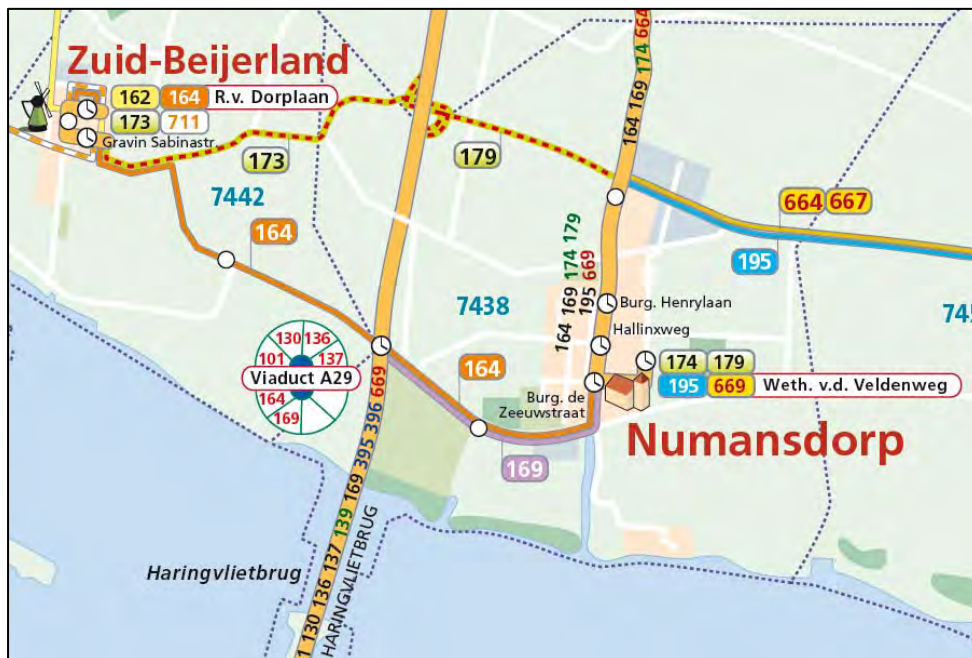 Zuid-Beijerland
162 164 R.v. Dorplaan
173 711
Gravin Sabinastr.
173
179
7442
164
164 169 174 664
664 667
195
164 169 174 179
195 669
7438
Burg. Henrylaan
Hallinxweg
174 179
195 669 Weth. v.d. Veldenweg
Burg. de
Zeeuwstraat
Numansdorp
130 136
101 137
Viaduct A29
164
169
164
169
1 130 136 137 139 169 395 396 669
HARINGVLIETBRUG
Haringvlietbrug